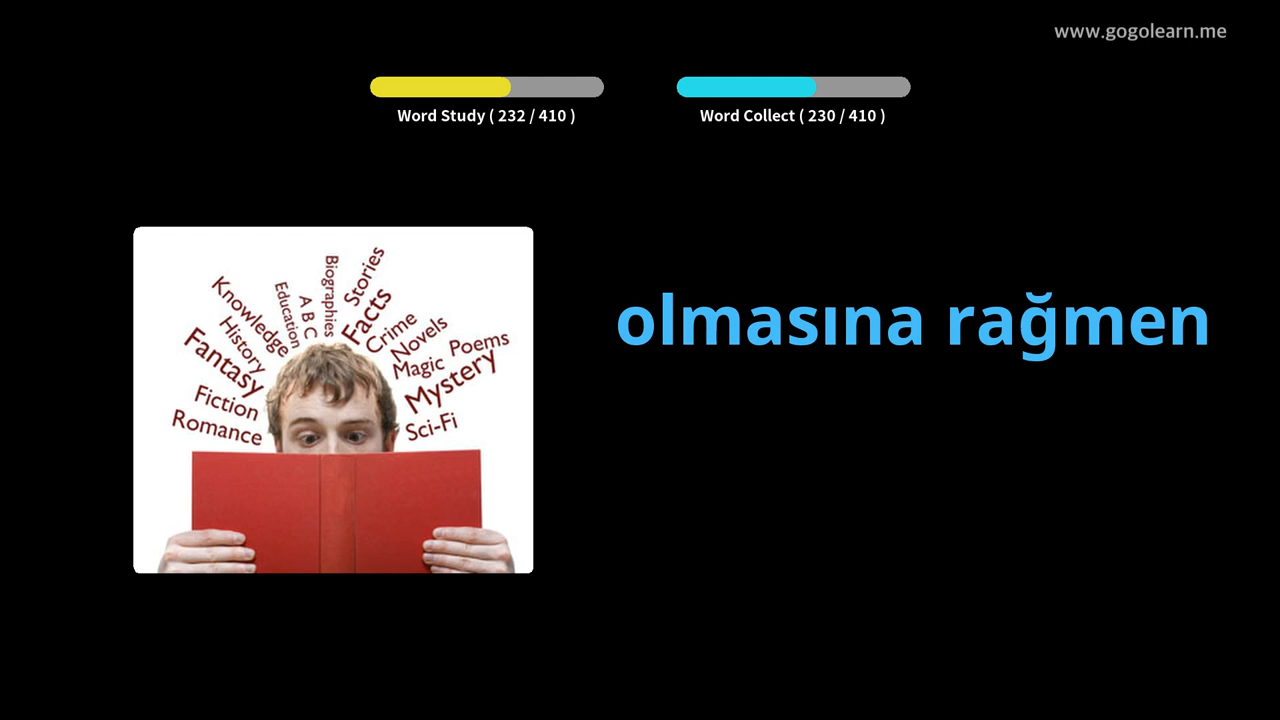 www.gogolearn.me
Word Study ( 232 / 410 )
Word Collect ( 230 / 410 )
olmasına rağmen
Biographies
Stories
Education
A B C
Facts
Knowledge
Crime
History
Novels
Poems
Fantasy
Magic
Mystery
Fiction
Romance
Sci-Fi